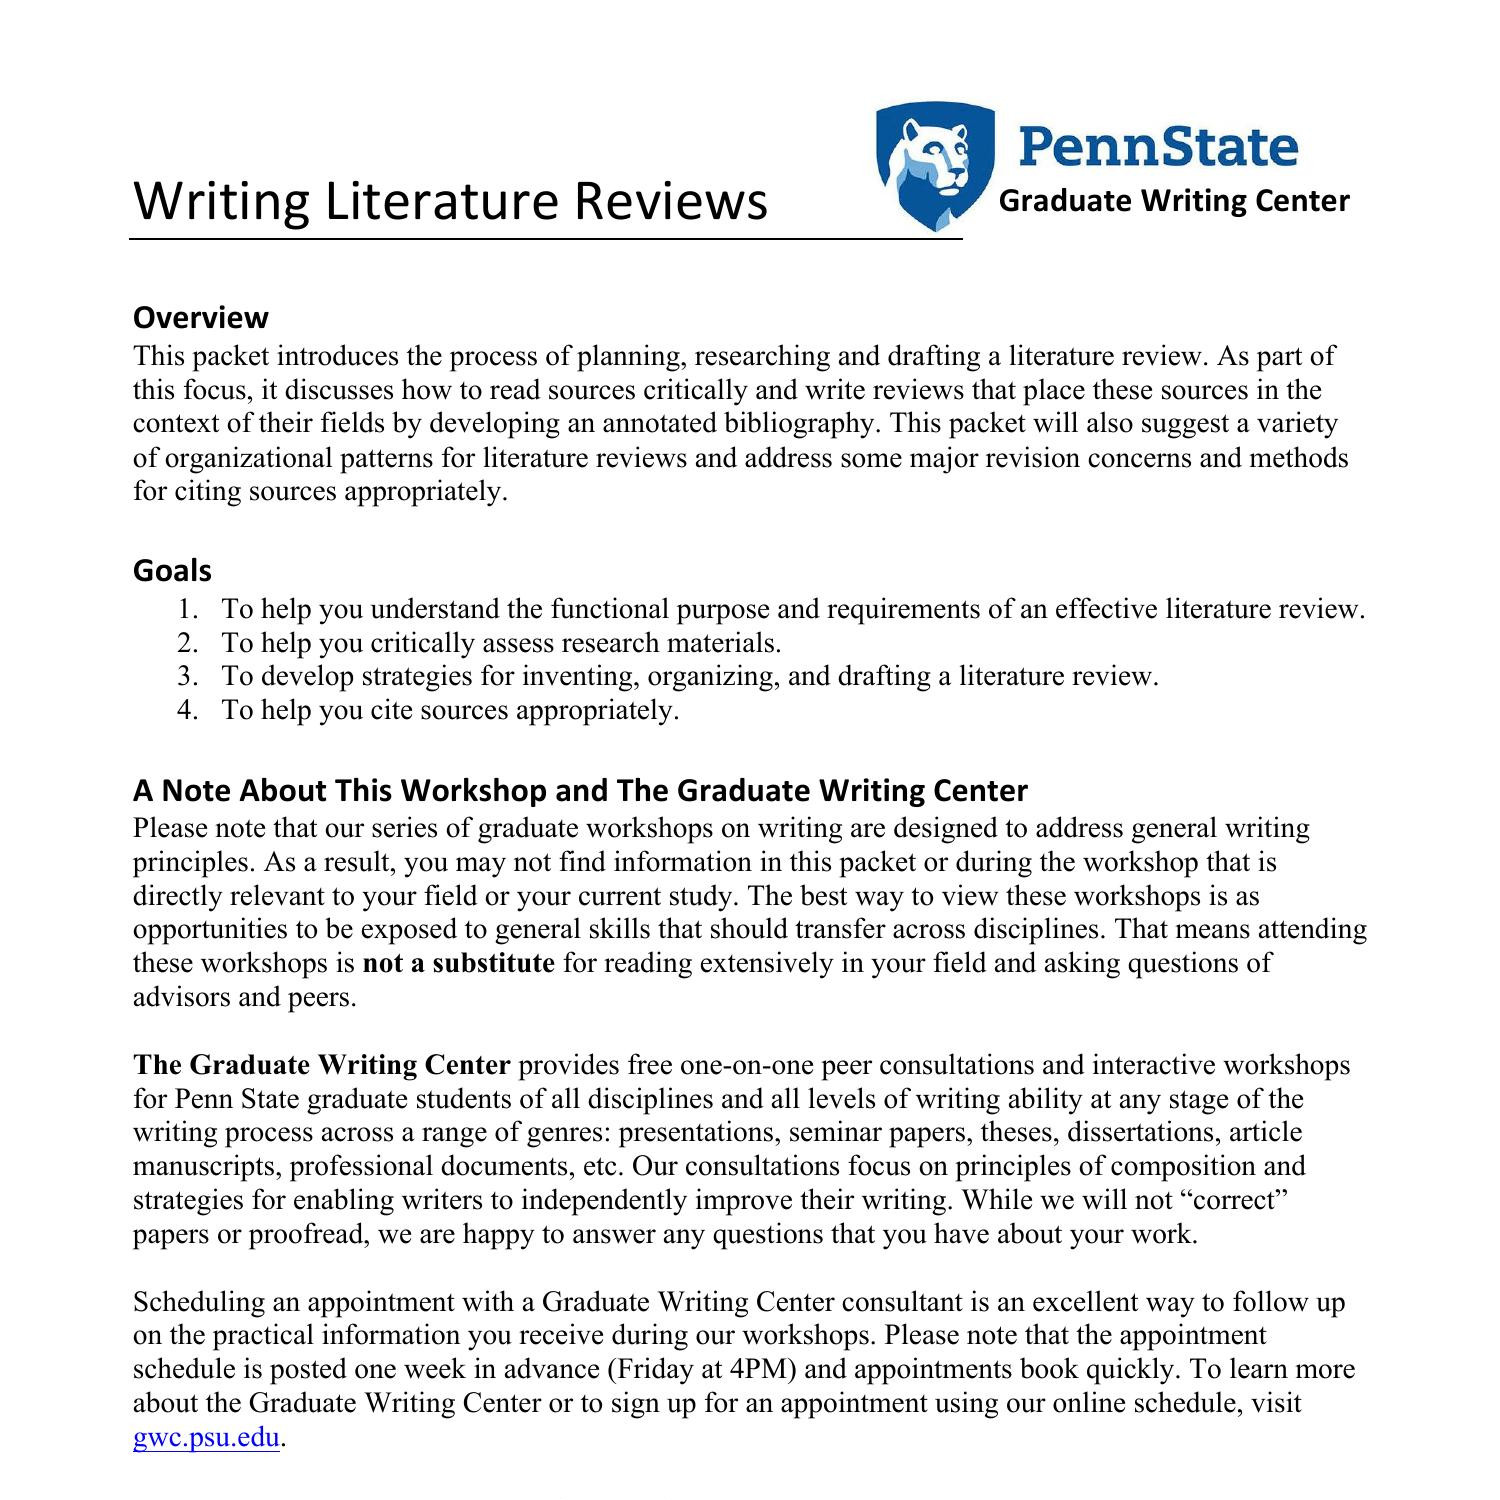 PennState
Writing Literature Reviews
Graduate Writing Center
Overview
This packet introduces the process of planning, researching and drafting a literature review. As part of
this focus, it discusses how to read sources critically and write reviews that place these sources in the
context of their fields by developing an annotated bibliography. This packet will also suggest a variety
of organizational patterns for literature reviews and address some major revision concerns and methods
for citing sources appropriately.
Goals
1. To help you understand the functional purpose and requirements of an effective literature review.
2. To help you critically assess research materials.
3. To develop strategies for inventing, organizing, and drafting a literature review.
4. To help you cite sources appropriately.
A Note About This Workshop and The Graduate Writing Center
Please note that our series of graduate workshops on writing are designed to address general writing
principles. As a result, you may not find information in this packet or during the workshop that is
directly relevant to your field or your current study. The best way to view these workshops is as
opportunities to be exposed to general skills that should transfer across disciplines. That means attending
these workshops is not a substitute for reading extensively in your field and asking questions of
advisors and peers.
The Graduate Writing Center provides free one-on-one peer consultations and interactive workshops
for Penn State graduate students of all disciplines and all levels of writing ability at any stage of the
writing process across a range of genres: presentations, seminar papers, theses, dissertations, article
manuscripts, professional documents, etc. Our consultations focus on principles of composition and
strategies for enabling writers to independently improve their writing. While we will not “correct”
papers or proofread, we are happy to answer any questions that you have about your work.
Scheduling an appointment with a Graduate Writing Center consultant is an excellent way to follow up
on the practical information you receive during our workshops. Please note that the appointment
schedule is posted one week in advance (Friday at 4PM) and appointments book quickly. To learn more
about the Graduate Writing Center or to sign up for an appointment using our online schedule, visit
gwc.psu.edu.